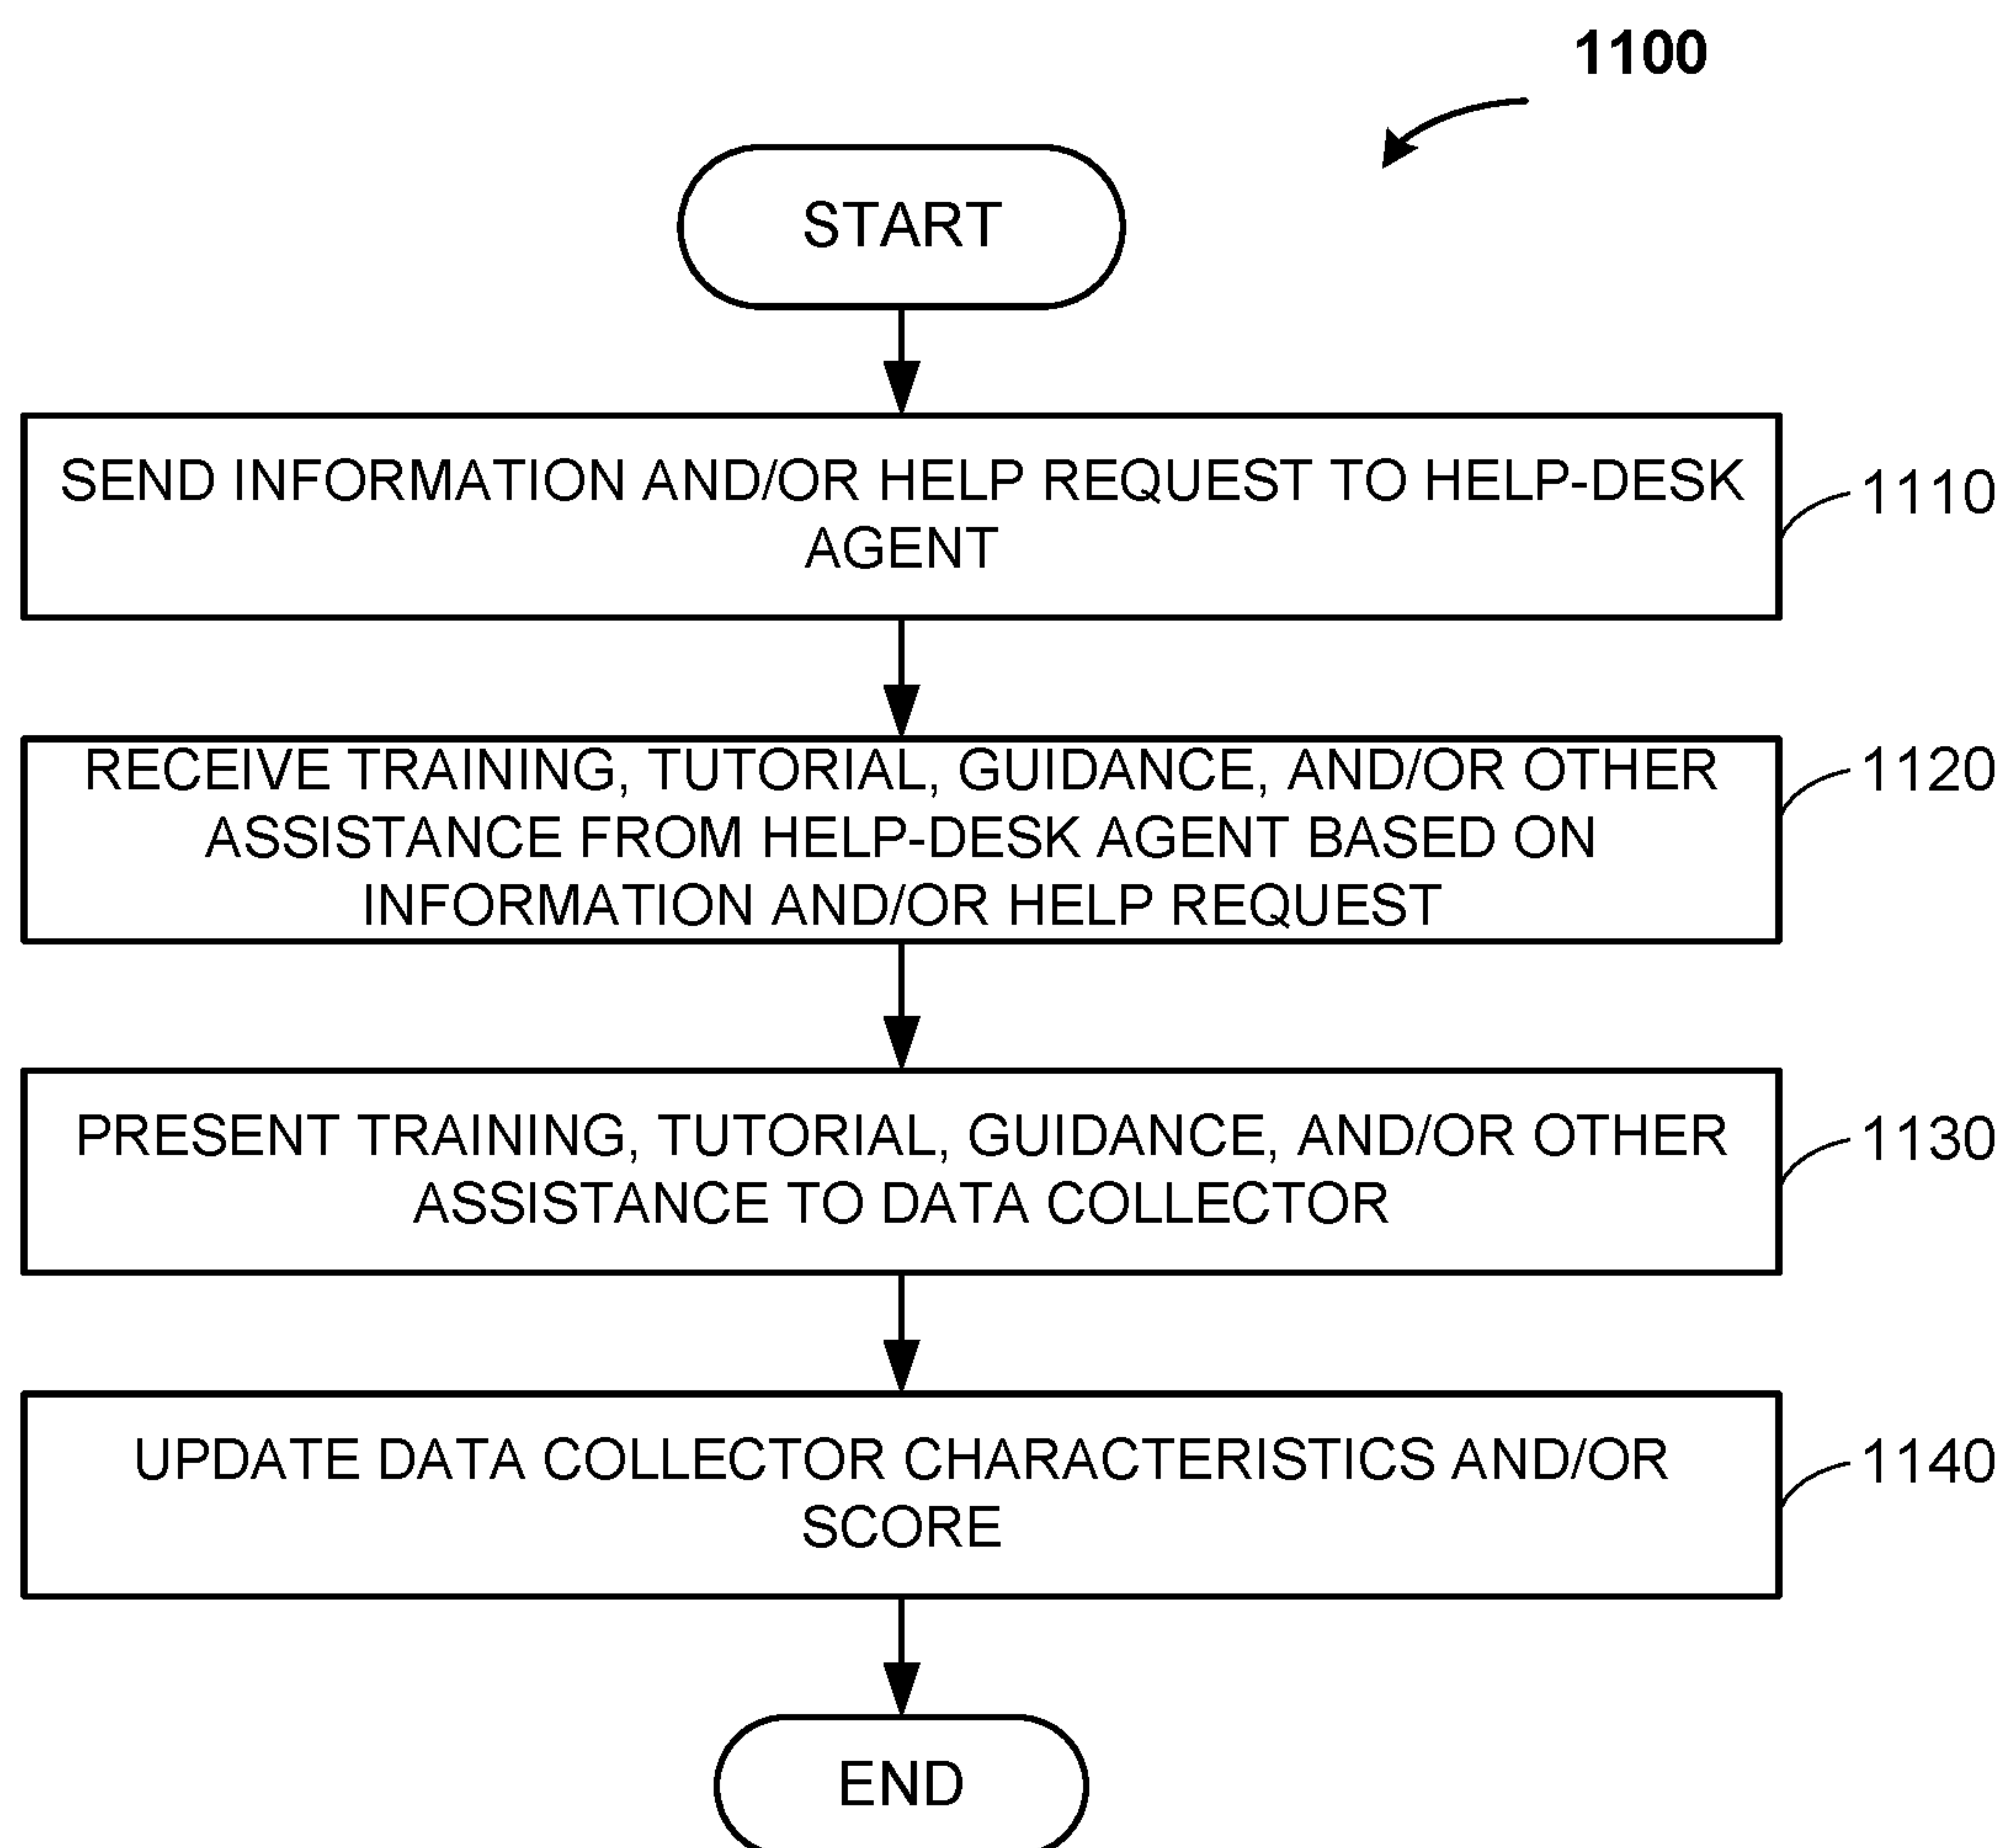 1100
START
SEND INFORMATION AND/OR HELP REQUEST TO HELP-DESK
AGENT
1110
RECEIVE TRAINING, TUTORIAL, GUIDANCE, AND/OR OTHER
ASSISTANCE FROM HELP-DESK AGENT BASED ON
INFORMATION AND/OR HELP REQUEST
1120
PRESENT TRAINING, TUTORIAL, GUIDANCE, AND/OR OTHER
ASSISTANCE TO DATA COLLECTOR
1130
UPDATE DATA COLLECTOR CHARACTERISTICS AND/OR
SCORE
1140
END